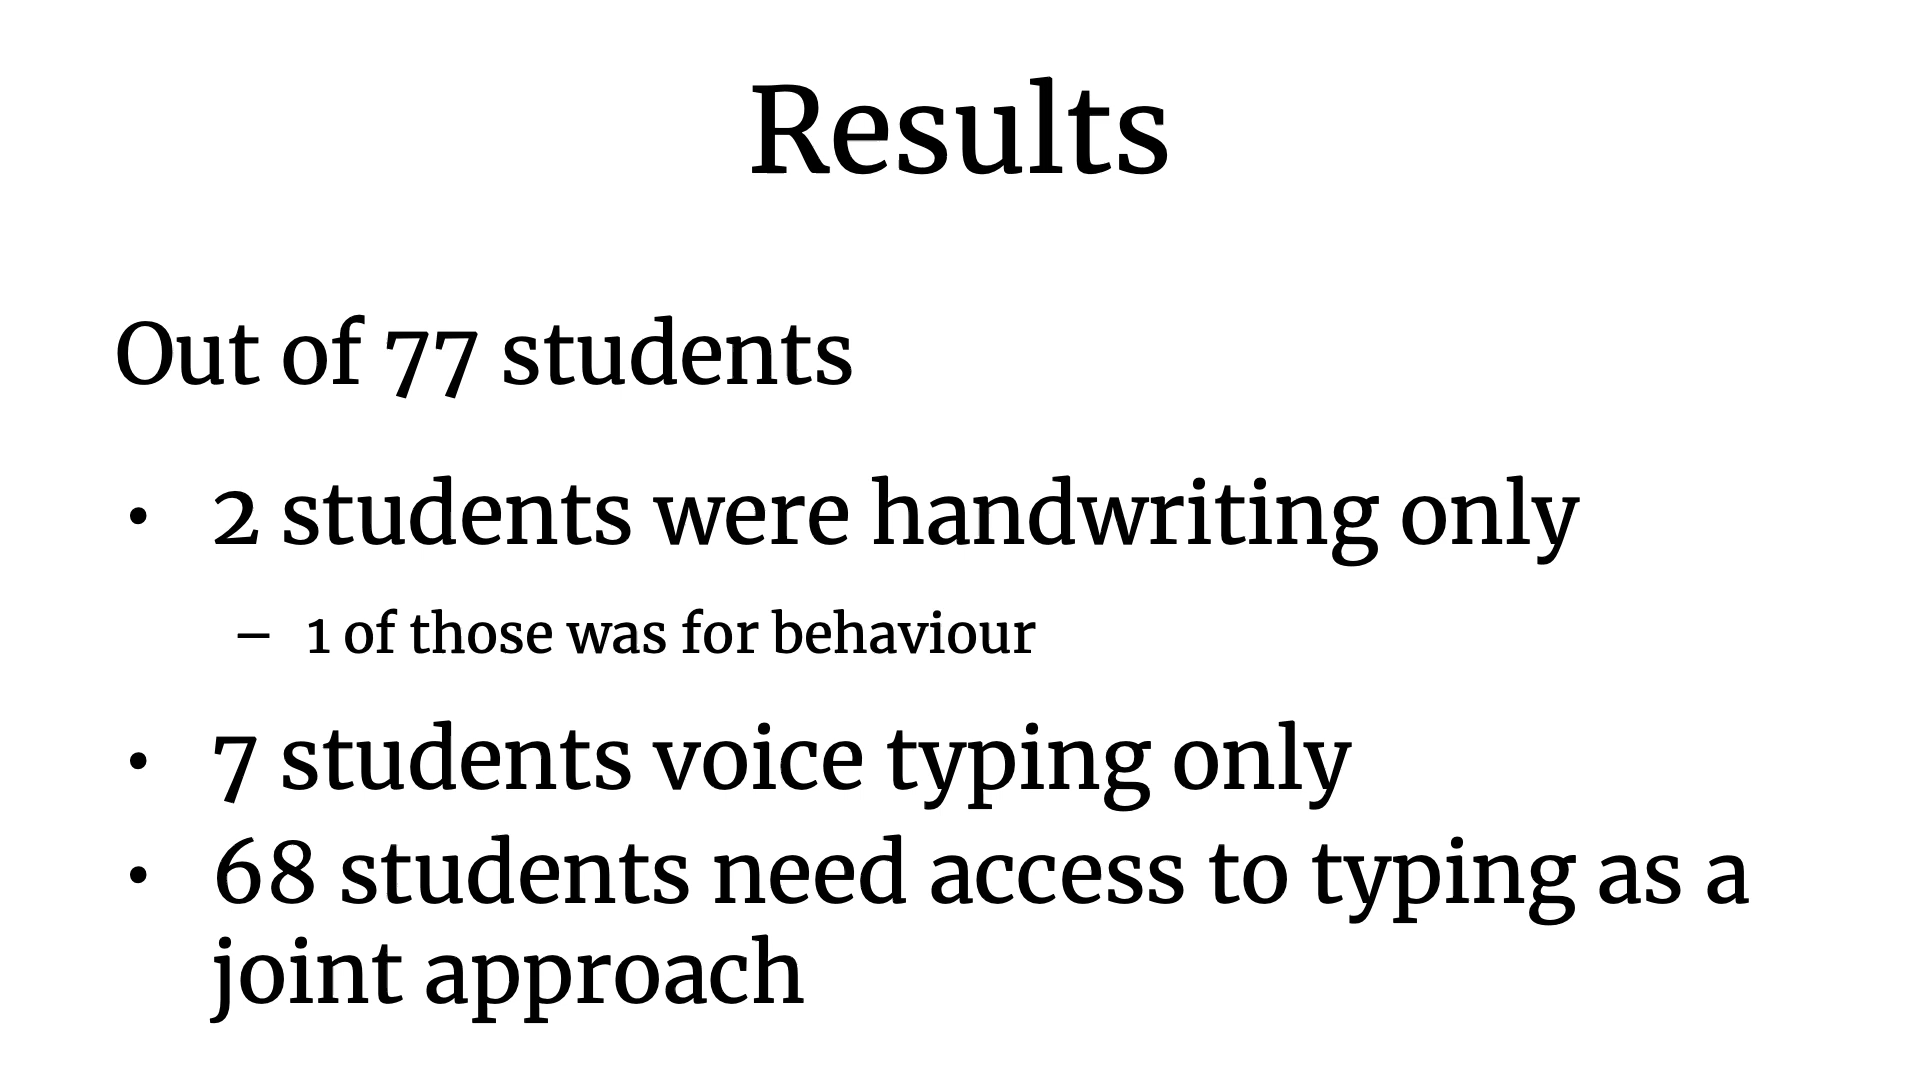 Results
Out of 77 students
• 2 students were handwriting only
– 1 of those was for behaviour
• 7 students voice typing only
• 68 students need access to typing as a
joint approach